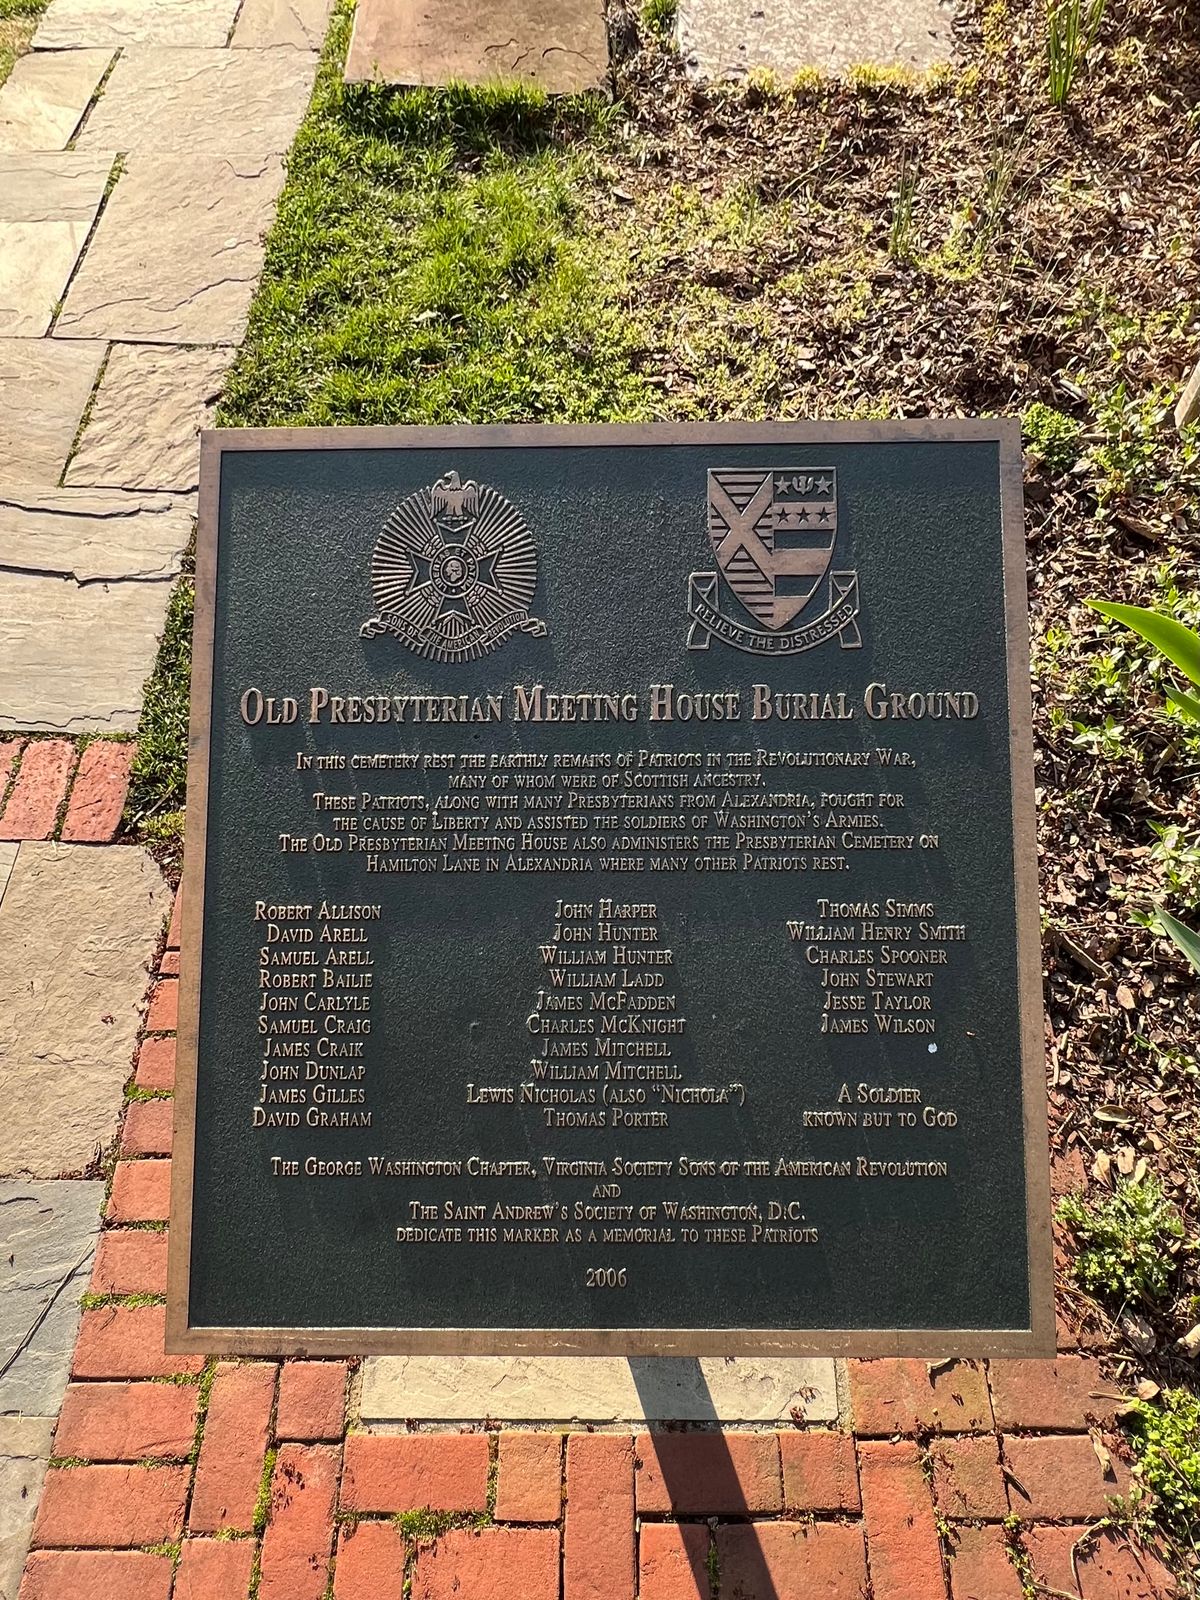 SONS OF THE AMERICAN REVOLUTION
RELIEVE THE DISTRESSED
OLD PRESBYTERIAN MEETING HOUSE BURIAL GROUND
IN THIS CEMETERY REST THE EARTHLY REMAINS OF PATRIOTS IN THE REVOLUTIONARY WAR,
MANY OF WHOM WERE OF SCOTTISH ANCESTRY.
THESE PATRIOTS, ALONG WITH MANY PRESBYTERIANS FROM ALEXANDRIA, FOUGHT FOR
THE CAUSE OF LIBERTY AND ASSISTED THE SOLDIERS OF WASHINGTON'S ARMIES.
THE OLD PRESBYTERIAN MEETING HOUSE ALSO ADMINISTERS THE PRESBYTERIAN CEMETERY ON
HAMILTON LANE IN ALEXANDRIA WHERE MANY OTHER PATRIOTS REST.
ROBERT ALLISON
DAVID ARELL
SAMUEL ARELL
ROBERT BAILIE
JOHN CARLYLE
SAMUEL CRAIG
JAMES CRAIK
JOHN DUNLAP
JAMES GILLES
DAVID GRAHAM
JOHN HARPER
JOHN HUNTER
WILLIAM HUNTER
WILLIAM LADD
JAMES MCFADDEN
CHARLES MCKNIGHT
JAMES MITCHELL
WILLIAM MITCHELL
LEWIS NICHOLAS (ALSO "NICHOLA")
THOMAS PORTER
THOMAS SIMMS
WILLIAM HENRY SMITH
CHARLES SPOONER
JOHN STEWART
JESSE TAYLOR
JAMES WILSON
A SOLDIER
KNOWN BUT TO GOD
THE GEORGE WASHINGTON CHAPTER, VIRGINIA SOCIETY SONS OF THE AMERICAN REVOLUTION
AND
THE SAINT ANDREW'S SOCIETY OF WASHINGTON, D.C.
DEDICATE THIS MARKER AS A MEMORIAL TO THESE PATRIOTS
2006